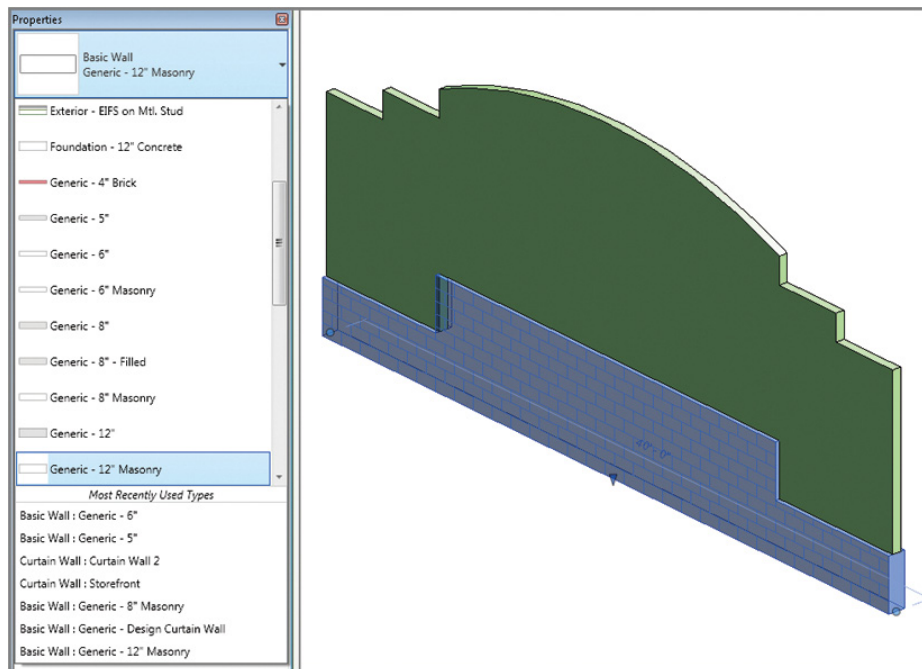 Properties
Basic Wall
Generic - 12" Masonry
Exterior - EIFS on Mtl. Stud
Foundation - 12" Concrete
Generic - 4" Brick
Generic - 5"
Generic - 6"
Generic - 6" Masonry
Generic - 8"
Generic - 8" - Filled
Generic - 8" Masonry
Generic - 12"
Generic - 12" Masonry
Most Recently Used Types
Basic Wall : Generic - 6"
Basic Wall : Generic - 5"
Curtain Wall : Curtain Wall 2
Curtain Wall : Storefront
Basic Wall : Generic - 8" Masonry
Basic Wall : Generic - Design Curtain Wall
Basic Wall : Generic - 12" Masonry
40' - 0"